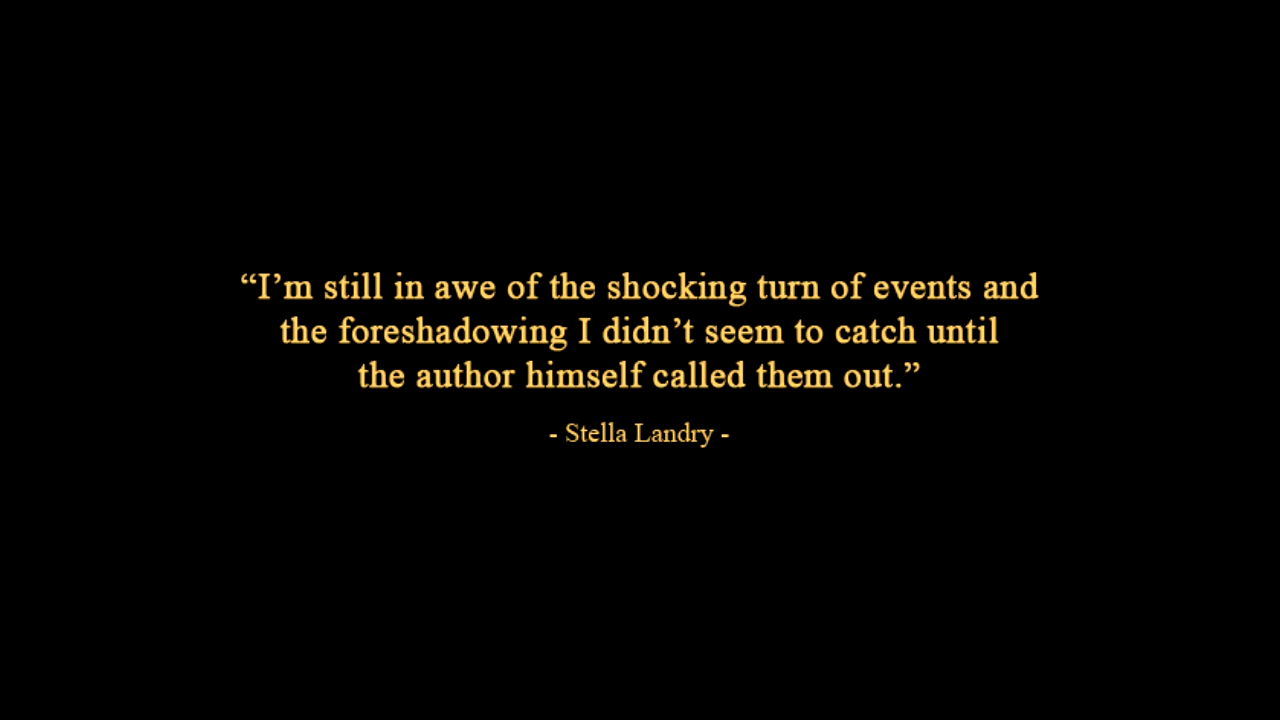 “I’m still in awe of the shocking turn of events and
the foreshadowing I didn’t seem to catch until
the author himself called them out.”
- Stella Landry -